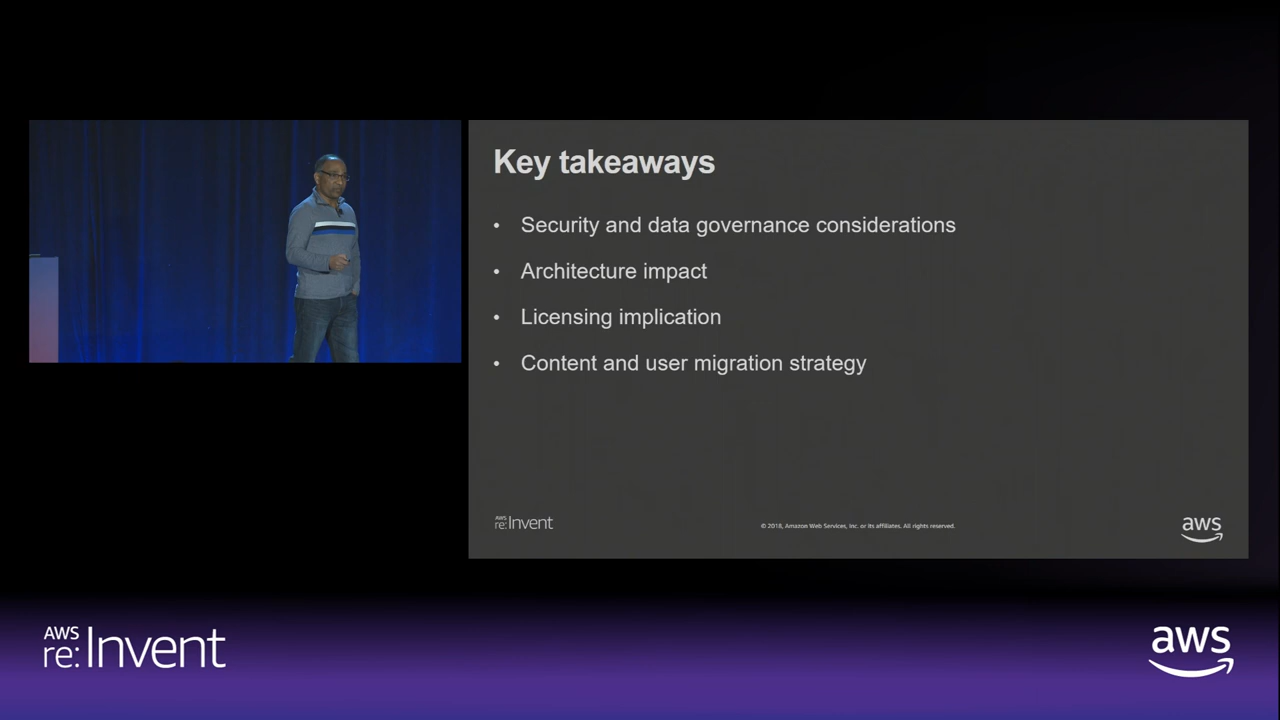 Key takeaways
• Security and data governance considerations
• Architecture impact
• Licensing implication
• Content and user migration strategy
AWS
re:Invent
© 2018, Amazon Web Services, Inc. or its affiliates. All rights reserved.
aws
AWS
re:Invent
aws